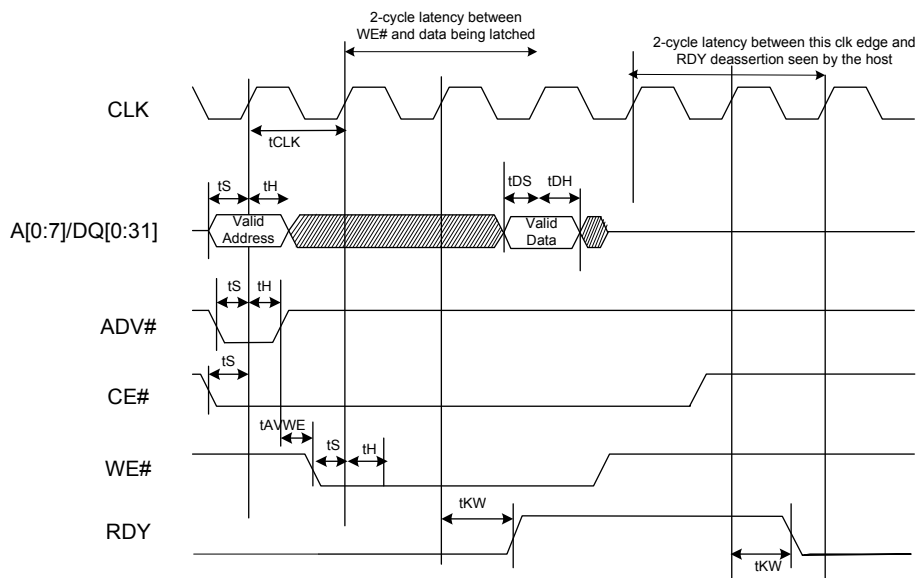 2-cycle latency between
WE# and data being latched
2-cycle latency between this clk edge and
RDY deassertion seen by the host
CLK
tCLK
tS
tH
tDS
tDH
A[0:7]/DQ[0:31]
Valid
Address
Valid
Data
tS
tH
ADV#
tS
CE#
tAVWE
tS
tH
WE#
tKW
RDY
tKW